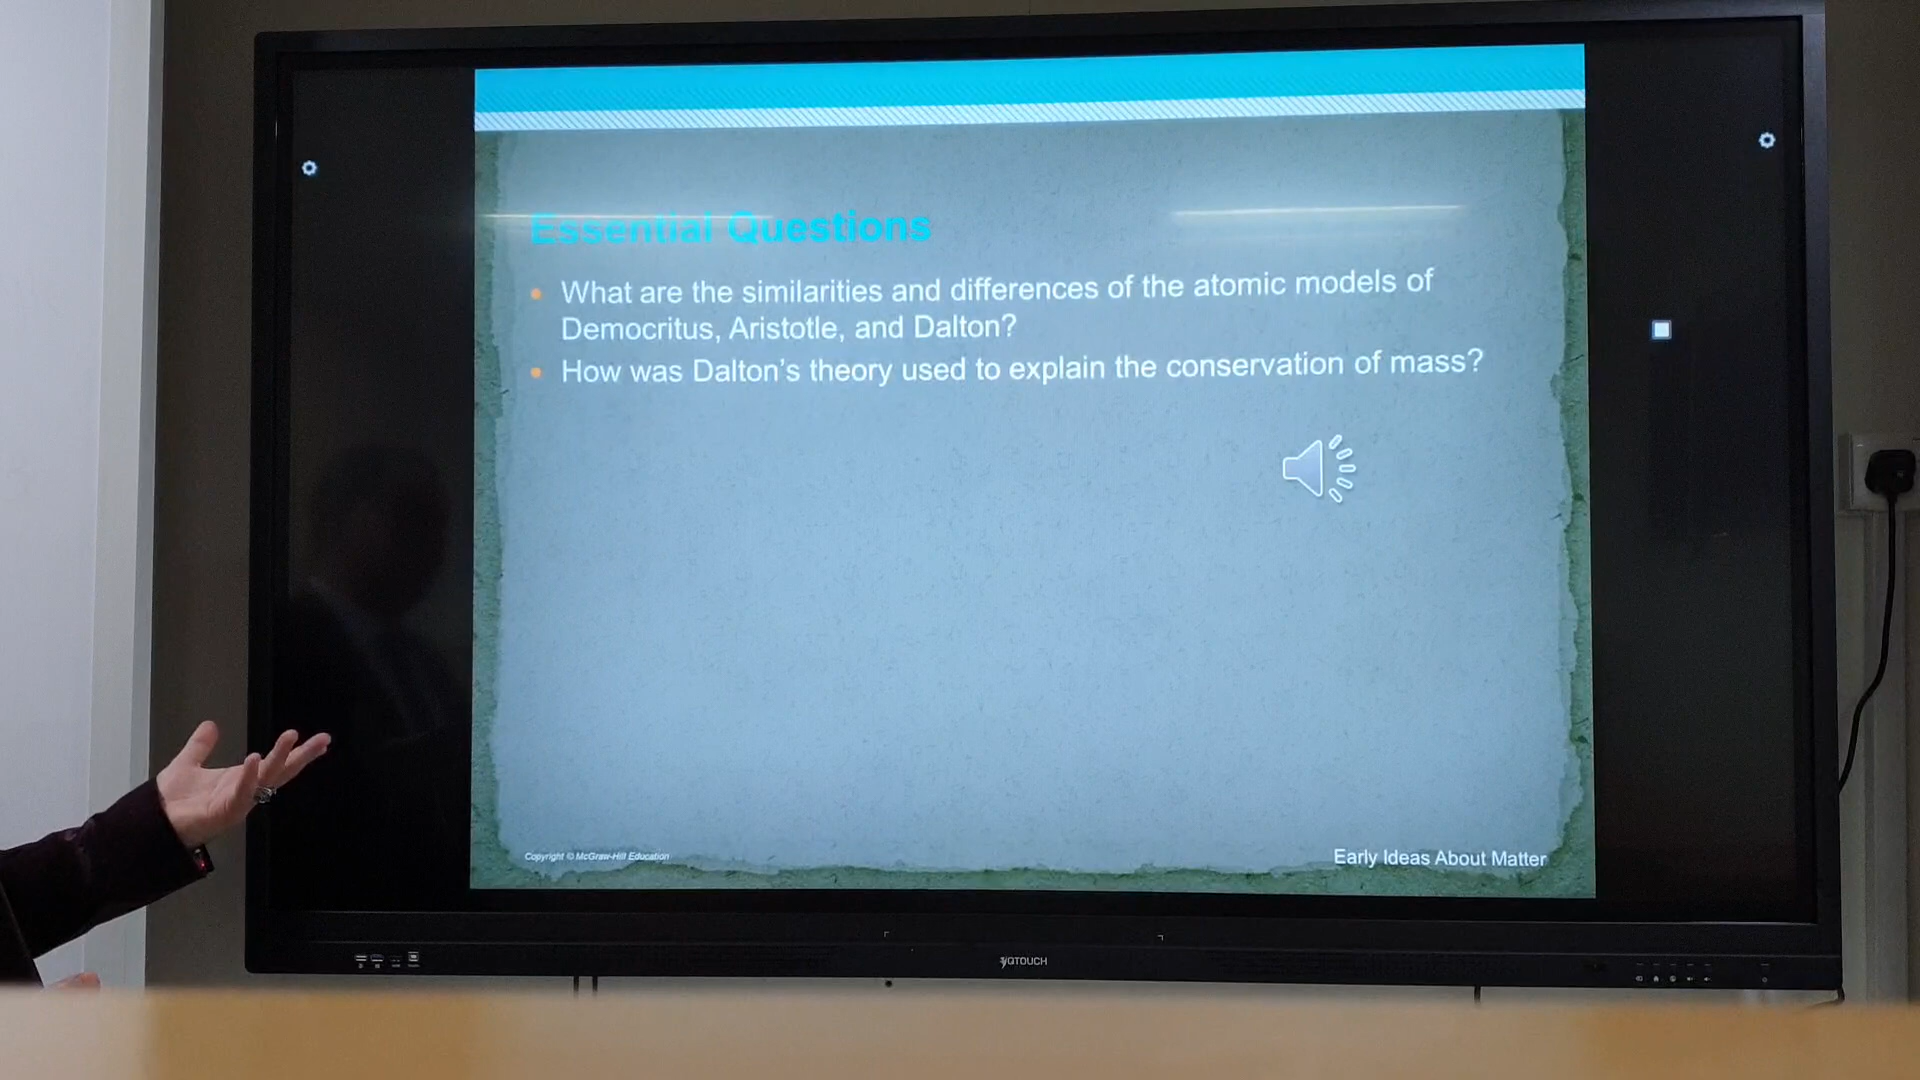 Essential Questions
• What are the similarities and differences of the atomic models of
Democritus, Aristotle, and Dalton?
• How was Dalton's theory used to explain the conservation of mass?
Copyright © McGraw-Hill Education
Early Ideas About Matter
IQTOUCH